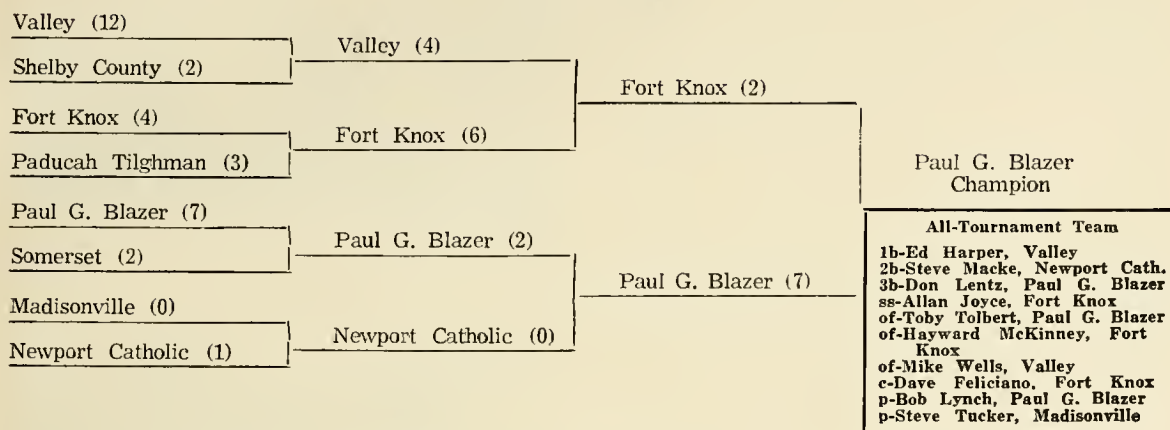 Valley (12)
Shelby County (2)
Fort Knox (4)
Paducah Tilghman (3)
Paul G. Blazer (7)
Somerset (2)
Madisonville (0)
Newport Catholic (1)
Valley (4)
Fort Knox (6)
Paul G. Blazer (2)
Newport Catholic (0)
Fort Knox (2)
Paul G. Blazer (7)
Paul G. Blazer
Champion
All-Tournament Team
1b-Ed Harper, Valley
2b-Steve Macke, Newport Cath.
3b-Don Lentz, Paul G. Blazer
ss-Allan Joyce, Fort Knox
of-Toby Tolbert, Paul G. Blazer
of-Hayward McKinney, Fort
Knox
of-Mike Wells, Valley
c-Dave Feliciano, Fort Knox
p-Bob Lynch, Paul G. Blazer
p-Steve Tucker, Madisonville